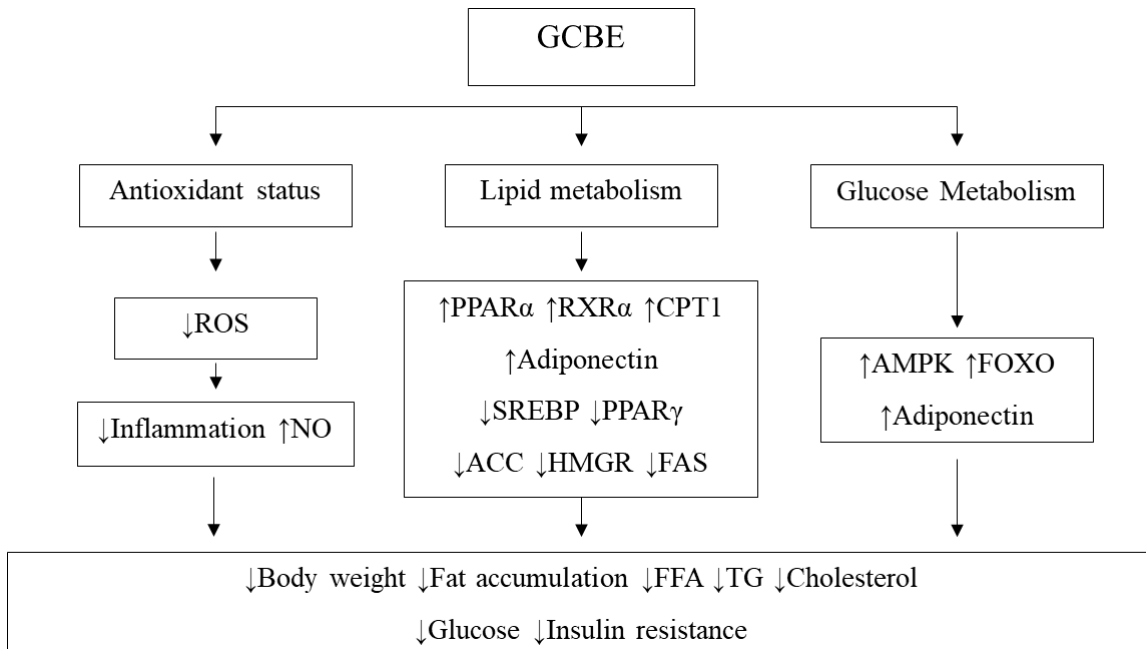 GCBE
Antioxidant status
Lipid metabolism
Glucose Metabolism
↓ROS
↓Inflammation ↑NO
↑PPARα ↑RXRα ↑CPT1
↑Adiponectin
↓SREBP ↓PPARγ
↓ACC ↓HMGR ↓FAS
↑AMPK ↑FOXO
↑Adiponectin
↓Body weight ↓Fat accumulation ↓FFA ↓TG ↓Cholesterol
↓Glucose ↓Insulin resistance